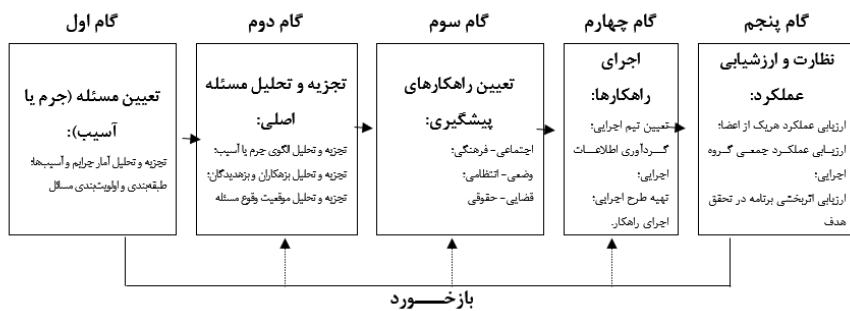 گام اول
تعیین مسئله (جرم یا
آسیب):
تجزیه و تحلیل آمار جرایم و آسیب‌ها؛
طبقه‌بندی و اولویت‌بندی مسائل
گام دوم
تجزیه و تحلیل مسئله
اصلی:
تجزیه و تحلیل الگوی جرم یا آسیب؛
تجزیه و تحلیل بزهکاران و بزهدیدگان؛
تجزیه و تحلیل موقعیت وقوع مسئله
گام سوم
تعیین راهکارهای
پیشگیری:
اجتماعی- فرهنگی؛
وضعی- انتظامی؛
قضایی- حقوقی
گام چهارم
اجرای
راهکارها:
تعیین تیم اجرایی؛
گردآوری اطلاعات
اجرایی؛
تهیه طرح اجرایی؛
اجرای راهکار.
گام پنجم
نظارت و ارزشیابی
عملکرد:
ارزیابی عملکرد هریک از اعضا؛
ارزیابی عملکرد جمعی گروه
اجرایی؛
ارزیابی اثربخشی برنامه در تحقق
هدف
بازخورد